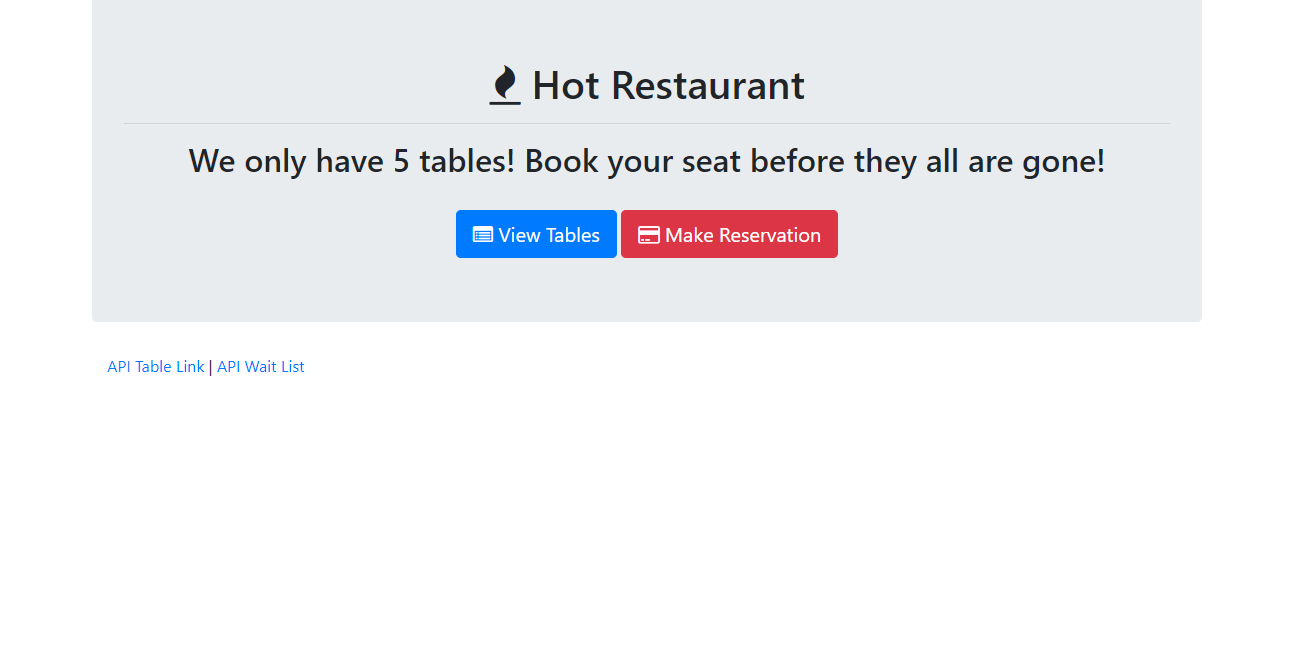 Hot Restaurant
We only have 5 tables! Book your seat before they all are gone!
View Tables Make Reservation
API Table Link | API Wait List